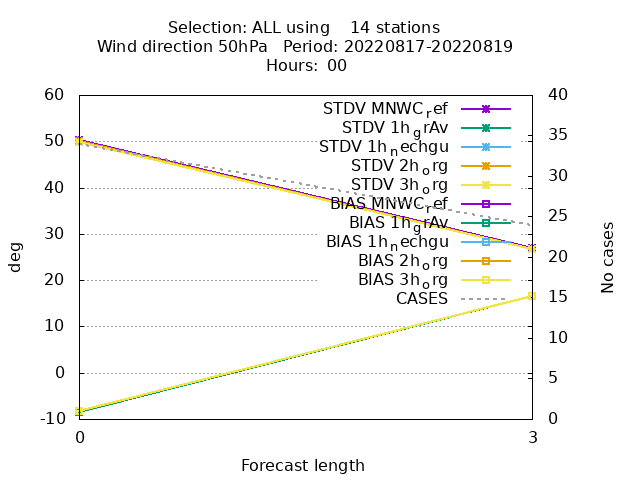 Selection: ALL using    14 stations
Wind direction 50hPa   Period: 20220817-20220819
Hours: 00
60
50
40
30
20
10
0
-10
deg
40
35
30
25
20
15
10
5
0
No cases
STDV MNWC_ref
STDV 1h_grAv
STDV 1h_nechgu
STDV 2h_org
STDV 3h_org
BIAS MNWC_ref
BIAS 1h_grAv
BIAS 1h_nechgu
BIAS 2h_org
BIAS 3h_org
CASES
0 3
Forecast length